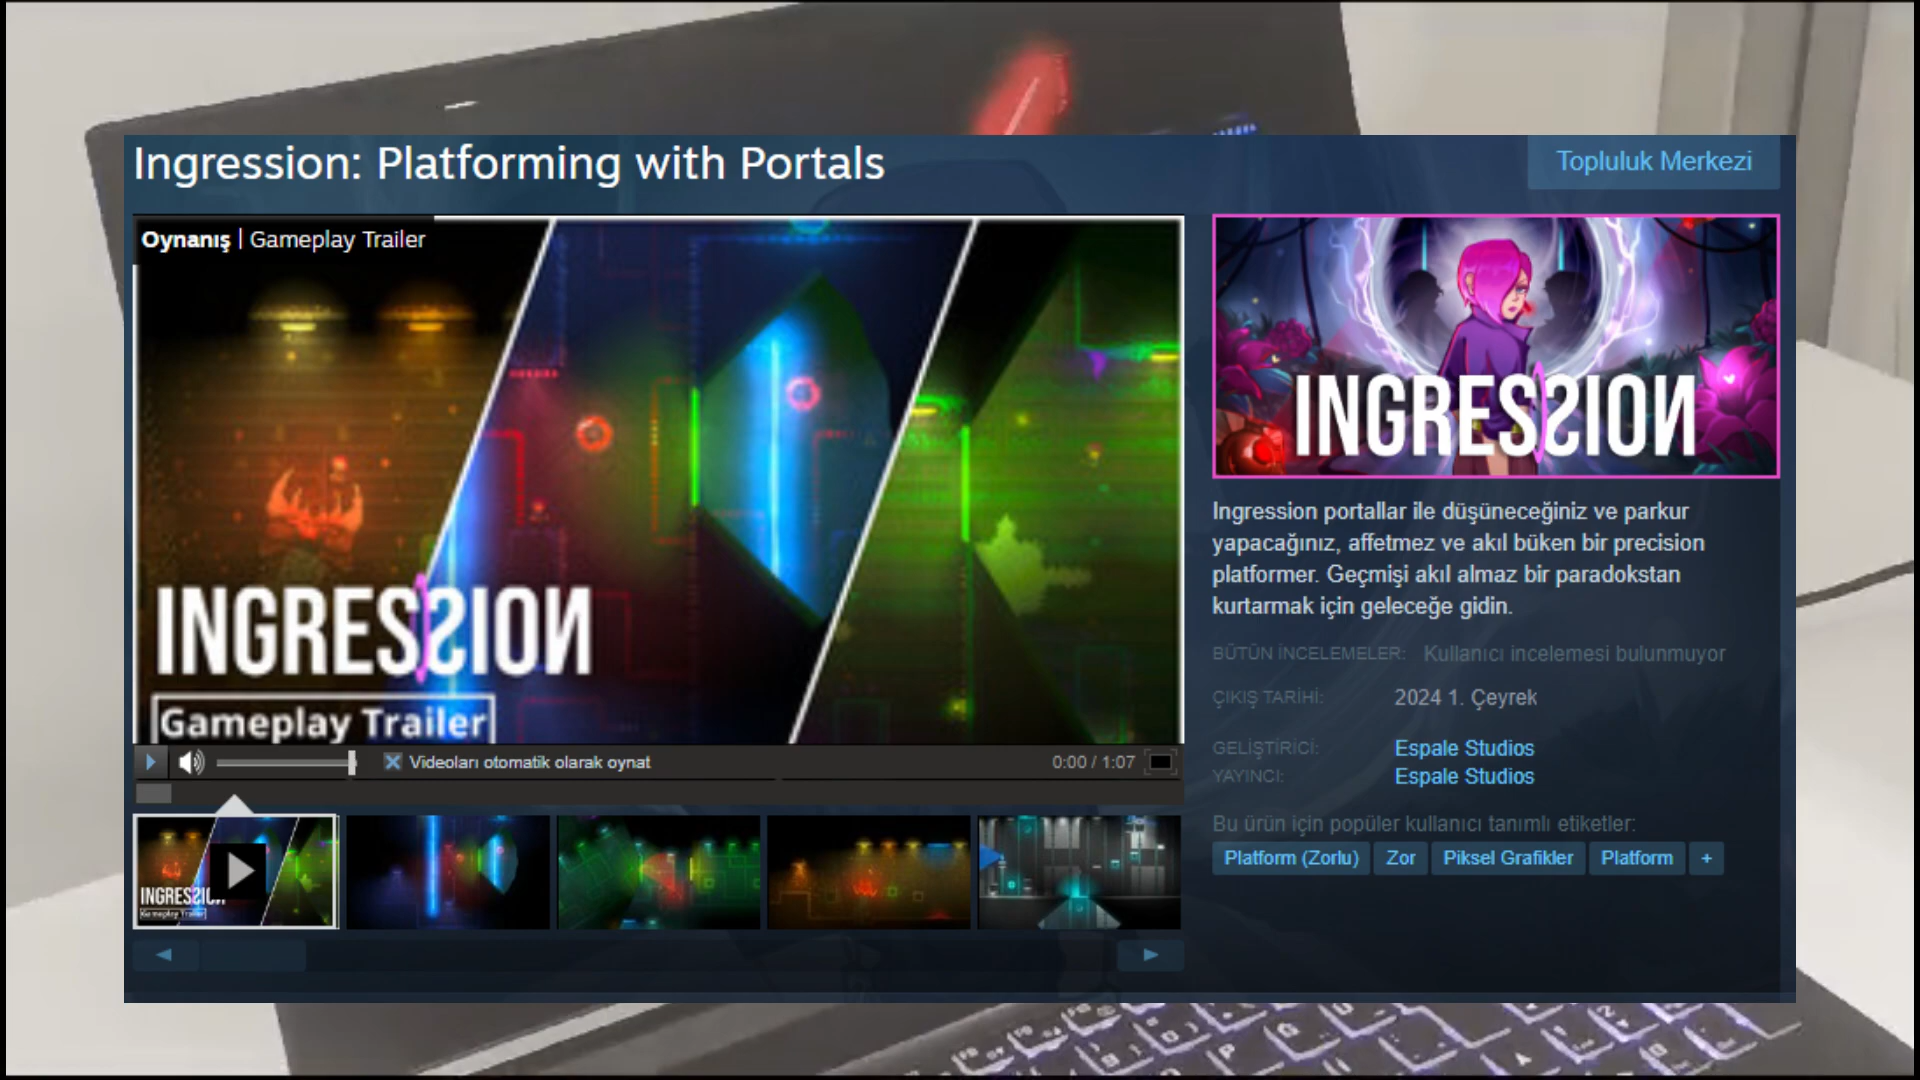 Ingression: Platforming with Portals
Topluluk Merkezi
Oynanış | Gameplay Trailer
INGRESSION
Gameplay Trailer
Videoları otomatik olarak oynat
0:00 / 1:07
INGRESSION
Gameplay Trailer
INGRESSION
Ingression portallar ile düşüneceğiniz ve parkur
yapacağınız, affetmez ve akıl büken bir precision
platformer. Geçmişi akıl almaz bir paradokstan
kurtarmak için geleceğe gidin.
BÜTÜN İNCELEMELER: Kullanıcı incelemesi bulunmuyor
ÇIKIŞ TARİHİ: 2024 1. Çeyrek
GELİŞTİRİCİ: Espale Studios
YAYINCI: Espale Studios
Bu ürün için popüler kullanıcı tanımlı etiketler:
Platform (Zorlu) Zor Piksel Grafikler Platform +